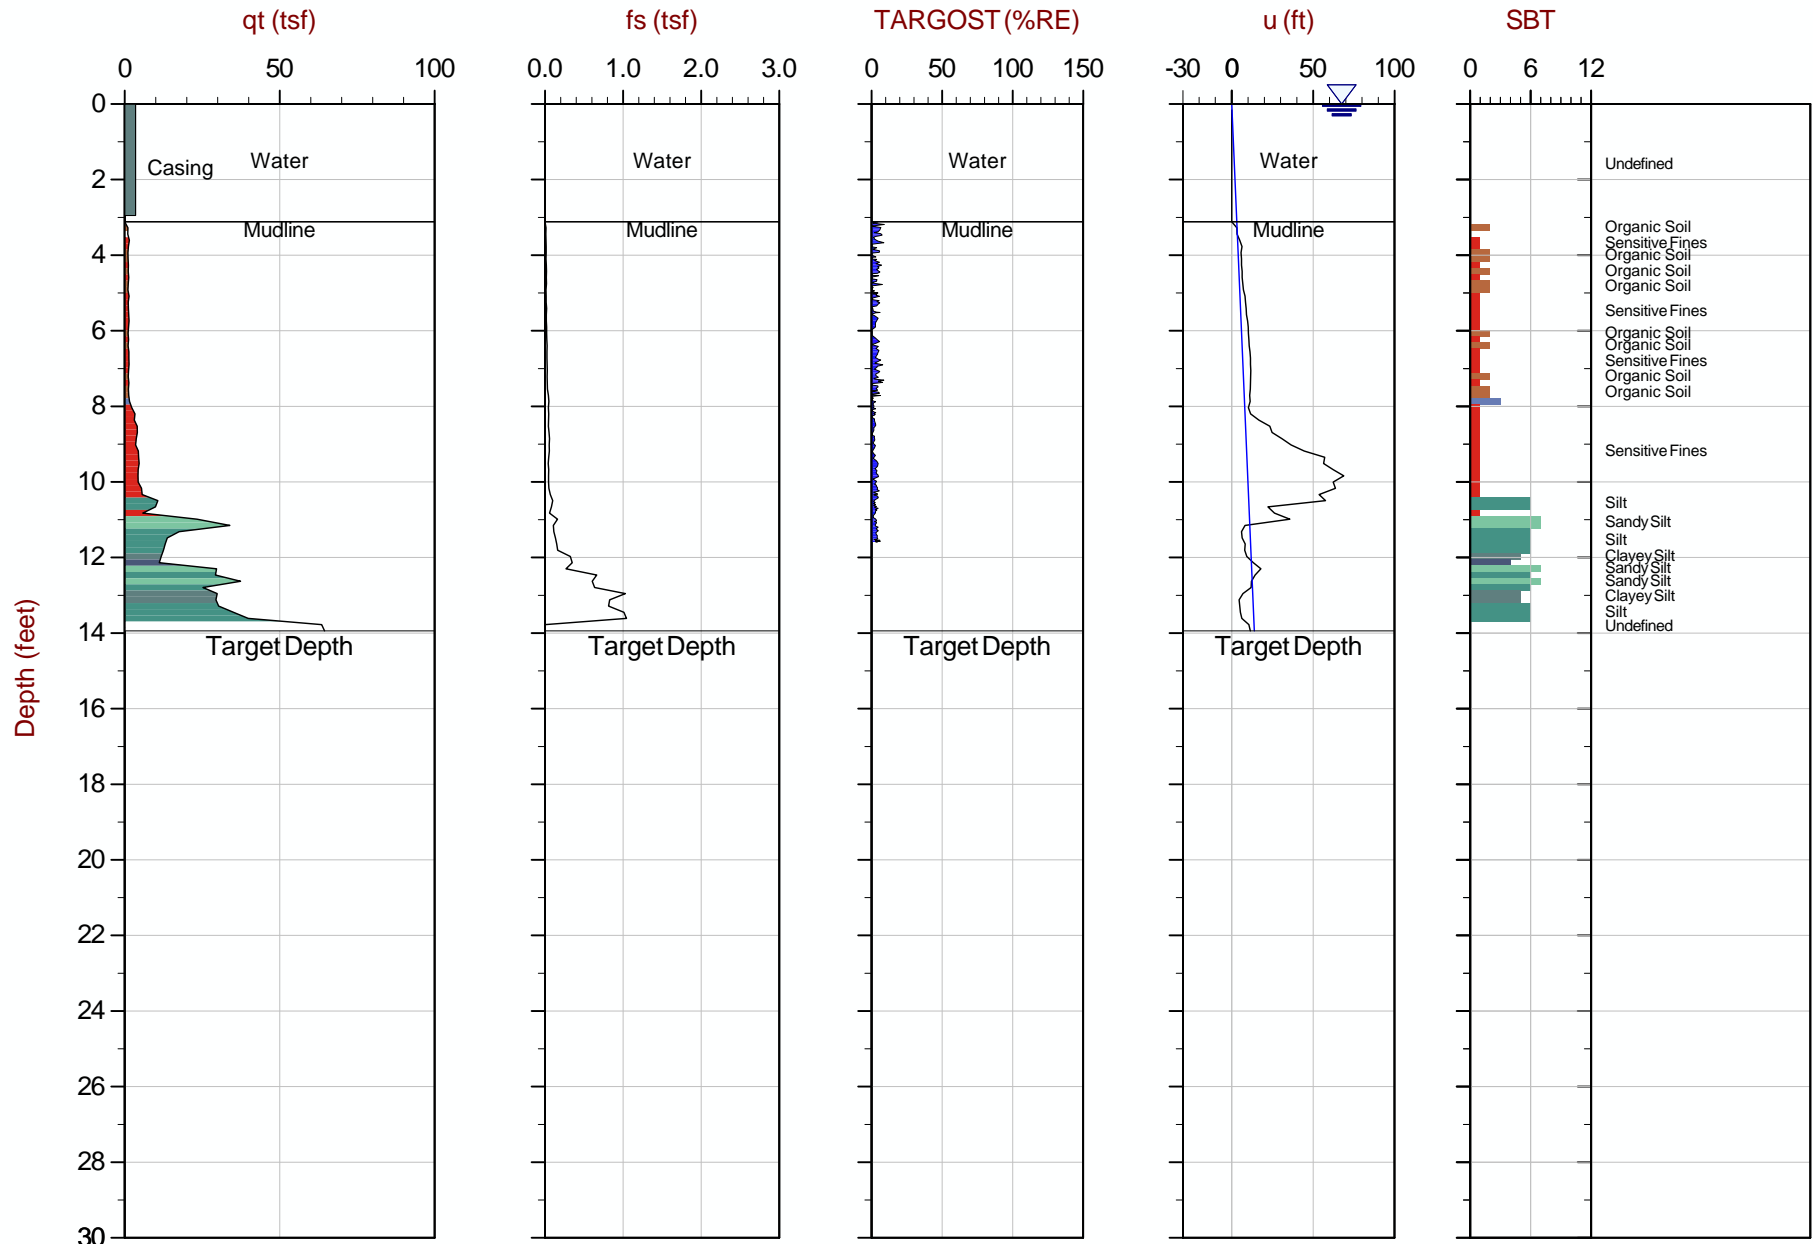 qt (tsf) fs (tsf) TARGOST (%RE) u (ft) SBT
0 50 100 0.0 1.0 2.0 3.0 0 50 100 150 -30 0 50 100 0 6 12
0
Casing Water Water Water Water Undefined
2
Mudline Mudline Mudline Mudline Organic Soil
Sensitive Fines
4 Organic Soil
Organic Soil
Organic Soil
Sensitive Fines
6 Organic Soil
Organic Soil
Sensitive Fines
Organic Soil
Organic Soil
8
Sensitive Fines
10
Silt
Sandy Silt
Silt
12 Clayey Silt
Sandy Silt
Sandy Silt
Clayey Silt
Silt
14 Undefined
Target Depth Target Depth Target Depth Target Depth
Depth (feet)
16
18
20
22
24
26
28
30